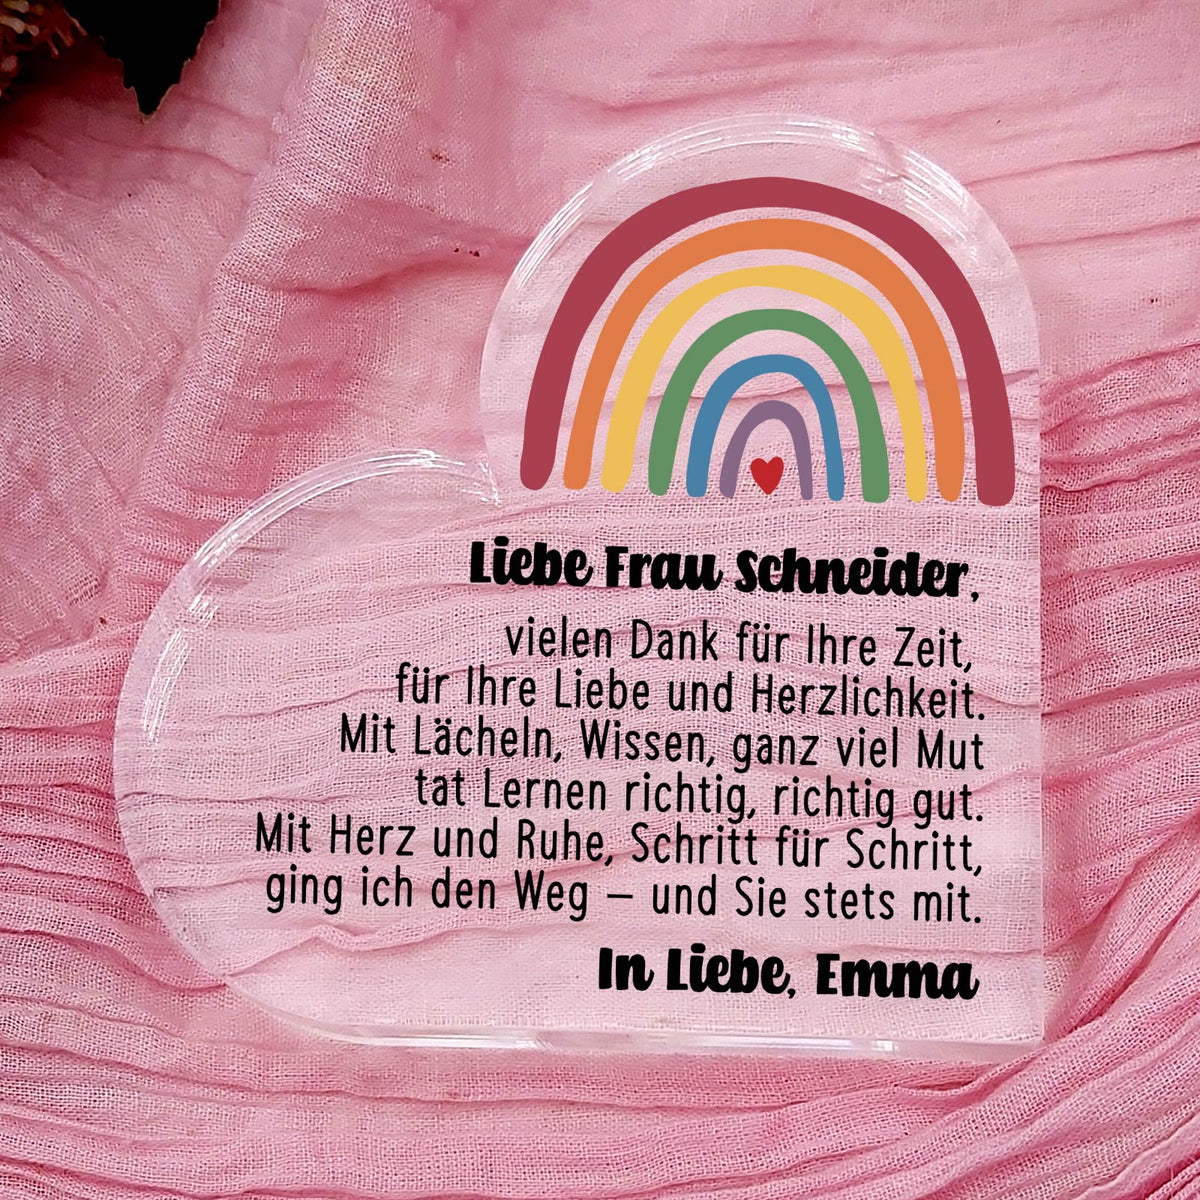 Liebe Frau Schneider,
vielen Dank für Ihre Zeit,
für Ihre Liebe und Herzlichkeit.
Mit Lächeln, Wissen, ganz viel Mut
tat Lernen richtig, richtig gut.
Mit Herz und Ruhe, Schritt für Schritt,
ging ich den Weg – und Sie stets mit.
In Liebe, Emma